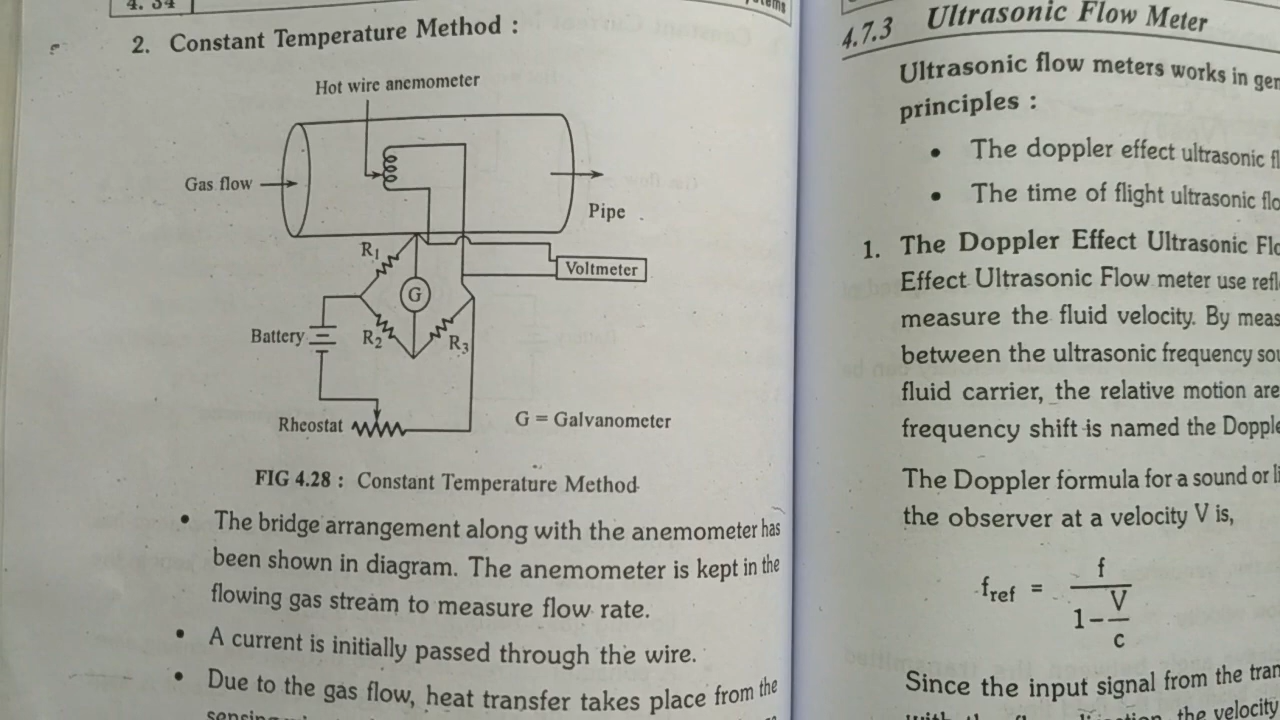 4. 34
2. Constant Temperature Method :
Hot wire anemometer
Gas flow
Pipe
R1
Voltmeter
G
Battery
R2
R3
Rheostat
G = Galvanometer
FIG 4.28 : Constant Temperature Method
• The bridge arrangement along with the anemometer has
been shown in diagram. The anemometer is kept in the
flowing gas stream to measure flow rate.
• A current is initially passed through the wire.
• Due to the gas flow, heat transfer takes place from the
4.7.3 Ultrasonic Flow Meter
Ultrasonic flow meters works in
principles :
• The doppler effect ultrasonic
• The time of flight ultrasonic
1. The Doppler Effect Ultrasonic
Effect Ultrasonic Flow meter use
measure the fluid velocity. By
between the ultrasonic frequency
fluid carrier, the relative motion are
frequency shift is named the
The Doppler formula for a sound or
the observer at a velocity V is,
fref = f
1 - V
c
Since the input signal from the
the velocity